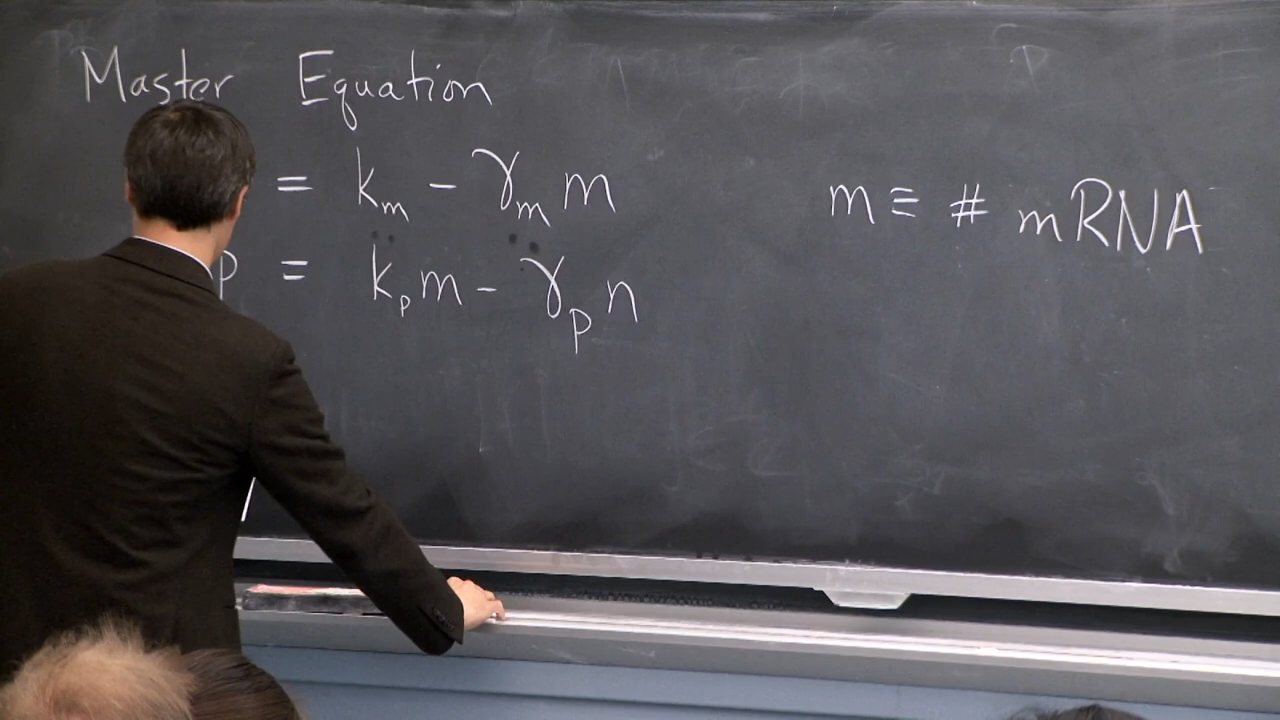 Master Equation
= kₘ - γₘ m
p = kₚ m - γₚ n
m ≡ # mRNA